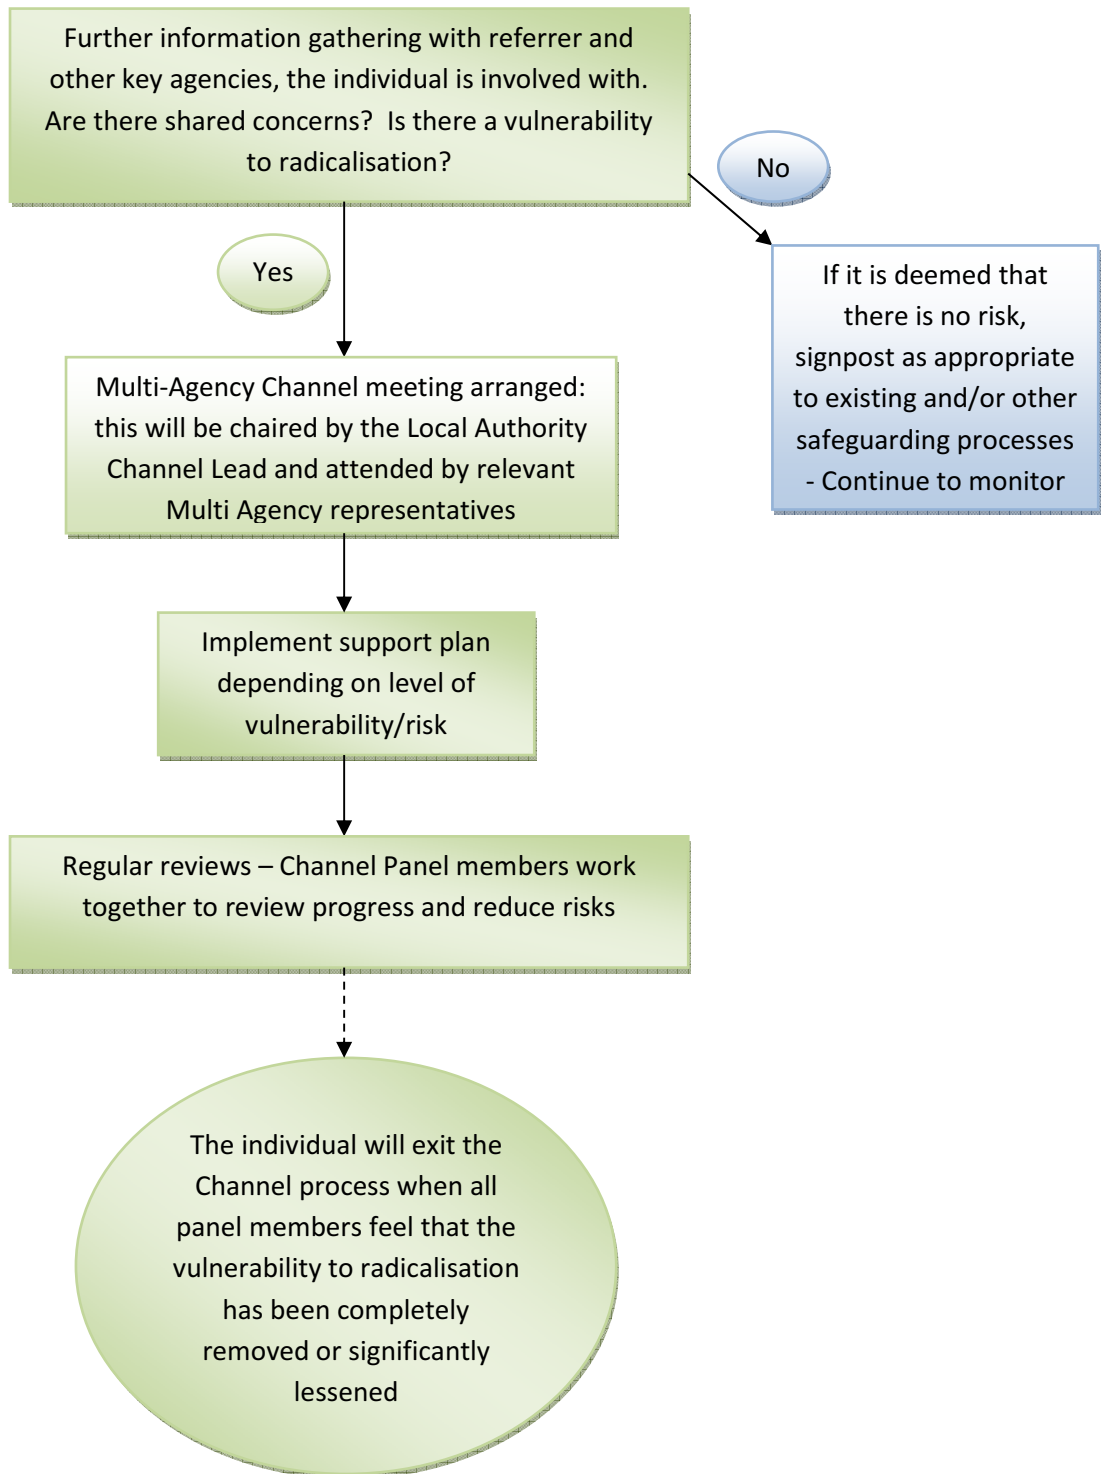 Further information gathering with referrer and
other key agencies, the individual is involved with.
Are there shared concerns?  Is there a vulnerability
to radicalisation?
No
Yes
If it is deemed that
there is no risk,
signpost as appropriate
to existing and/or other
safeguarding processes
- Continue to monitor
Multi-Agency Channel meeting arranged:
this will be chaired by the Local Authority
Channel Lead and attended by relevant
Multi Agency representatives
Implement support plan
depending on level of
vulnerability/risk
Regular reviews – Channel Panel members work
together to review progress and reduce risks
The individual will exit the
Channel process when all
panel members feel that the
vulnerability to radicalisation
has been completely
removed or significantly
lessened